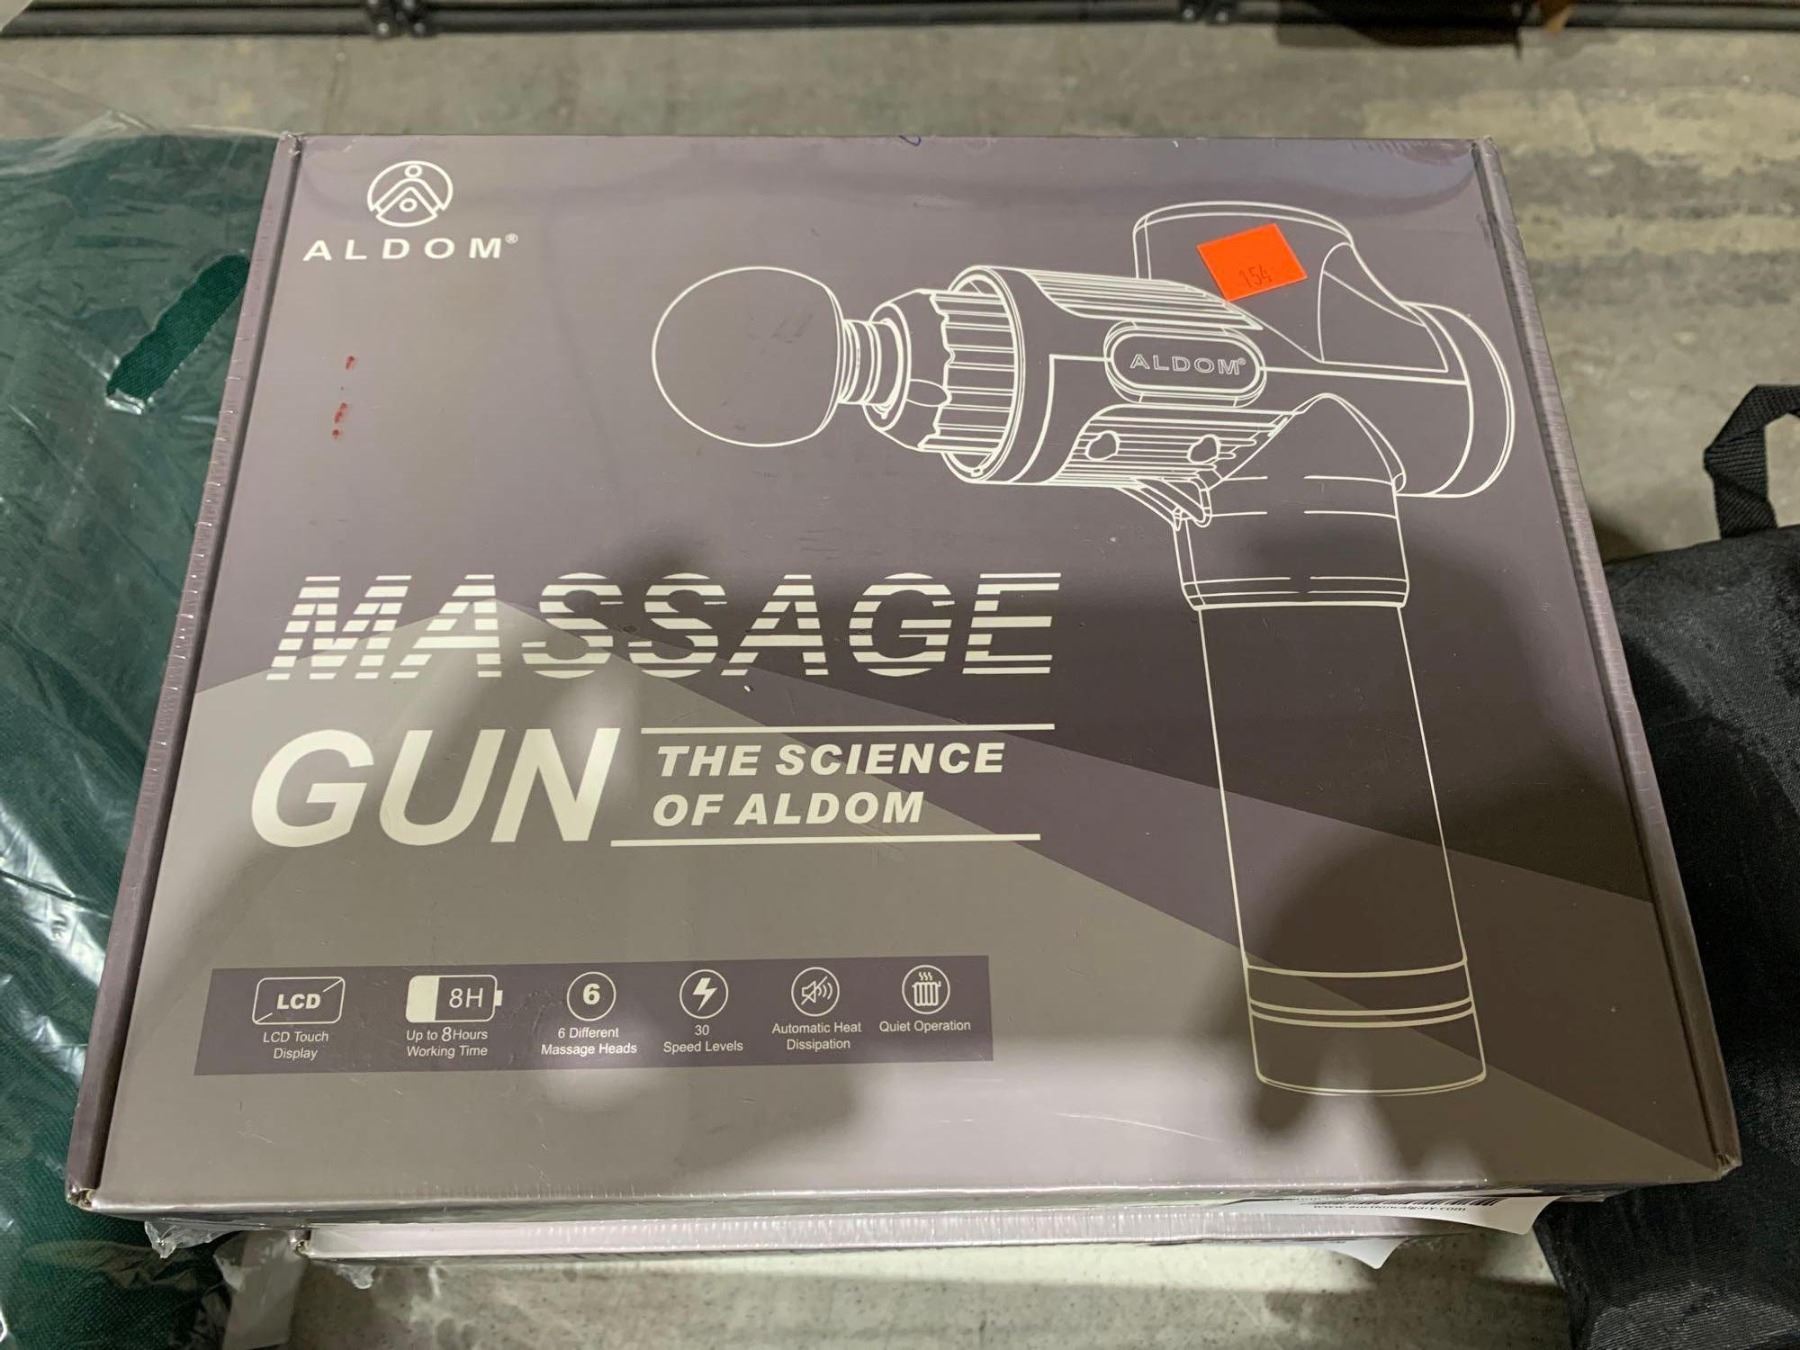 ALDOM®
154
ALDOM®
MASSAGE
GUN
THE SCIENCE
OF ALDOM
LCD
LCD Touch
Display
8H
Up to 8Hours
Working Time
6
6 Different
Massage Heads
30
Speed Levels
Automatic Heat
Dissipation
Quiet Operation